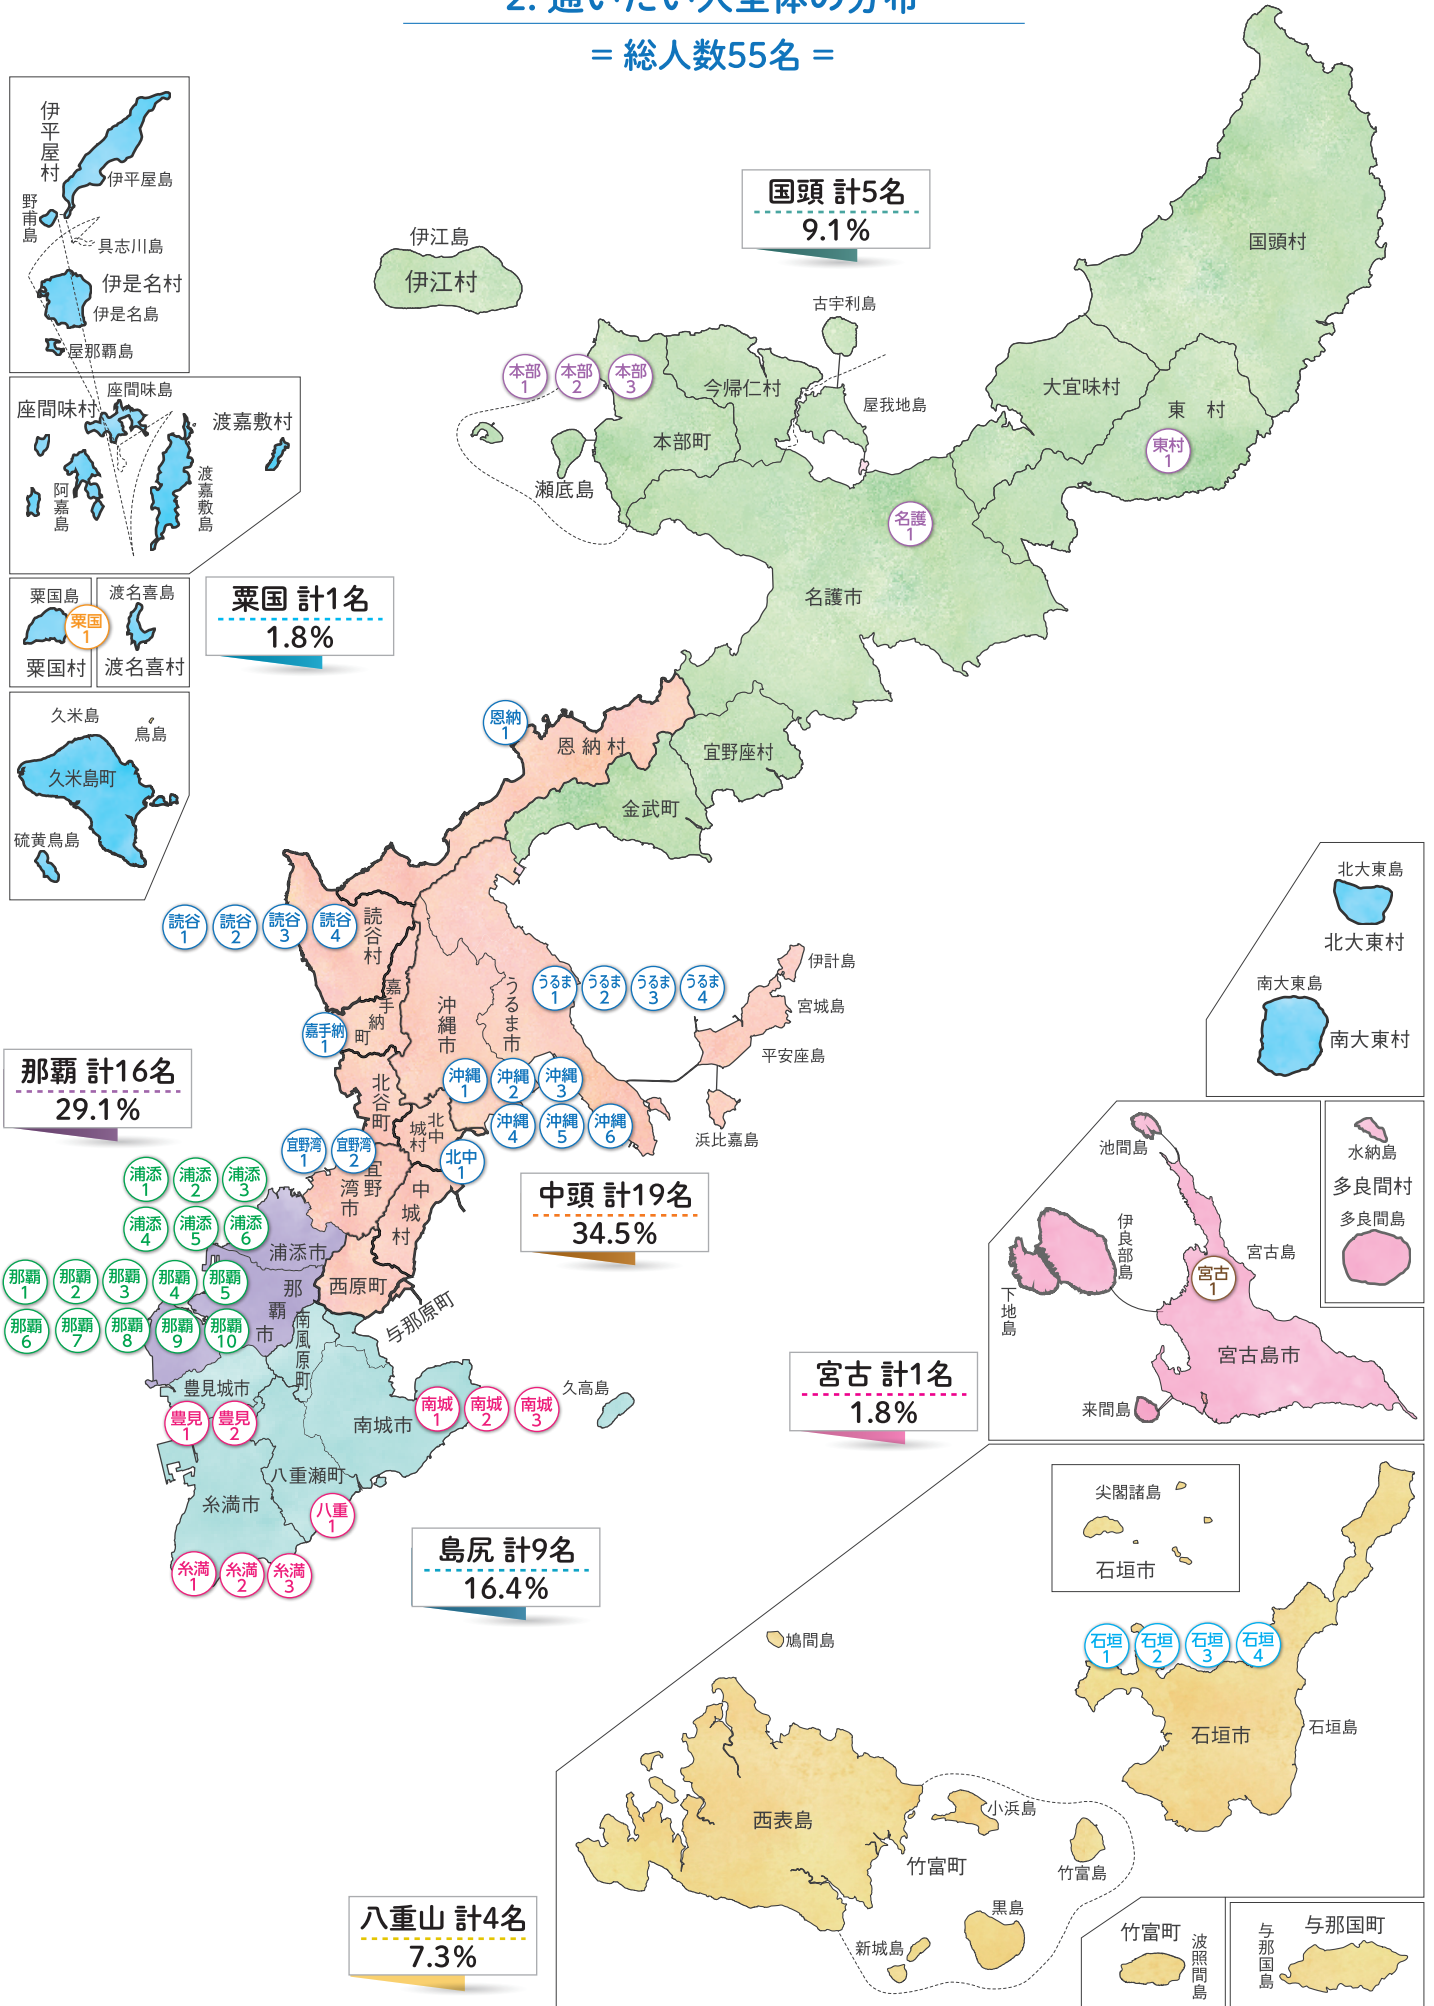 2. 通いたい人全体の分布
= 総人数55名 =
伊平屋村
伊平屋島
野甫島
具志川島
伊是名村
伊是名島
屋那覇島
座間味島
座間味村
渡嘉敷村
阿嘉島
渡嘉敷島
粟国島
粟国
1
粟国村
渡名喜島
渡名喜村
粟国 計1名
1.8%
久米島
鳥島
久米島町
硫黄鳥島
国頭 計5名
9.1%
伊江島
伊江村
古宇利島
国頭村
本部
1
本部
2
本部
3
今帰仁村
屋我地島
大宜味村
東 村
東村
1
本部町
瀬底島
名護
1
名護市
恩納
1
恩納村
宜野座村
金武町
読谷
1
読谷
2
読谷
3
読谷
4
読谷村
嘉手納町
嘉手納
1
沖縄市
うるま市
うるま
1
うるま
2
うるま
3
うるま
4
伊計島
宮城島
平安座島
浜比嘉島
沖縄
1
沖縄
2
沖縄
3
沖縄
4
沖縄
5
沖縄
6
北谷町
北中城村
北中
1
宜野湾
1
宜野湾
2
宜野湾市
中城村
中頭 計19名
34.5%
那覇 計16名
29.1%
浦添
1
浦添
2
浦添
3
浦添
4
浦添
5
浦添
6
浦添市
那覇
1
那覇
2
那覇
3
那覇
4
那覇
5
那覇
6
那覇
7
那覇
8
那覇
9
那覇
10
那覇市
西原町
与那原町
南風原町
豊見城市
豊見
1
豊見
2
南城市
南城
1
南城
2
南城
3
久高島
八重瀬町
八重
1
糸満市
糸満
1
糸満
2
糸満
3
島尻 計9名
16.4%
北大東島
北大東村
南大東島
南大東村
池間島
伊良部島
下地島
宮古島
宮古
1
宮古島市
来間島
水納島
多良間村
多良間島
宮古 計1名
1.8%
尖閣諸島
石垣市
石垣
1
石垣
2
石垣
3
石垣
4
石垣市
石垣島
鳩間島
西表島
小浜島
竹富町
竹富島
黒島
新城島
八重山 計4名
7.3%
竹富町
波照間島
与那国町
与那国島